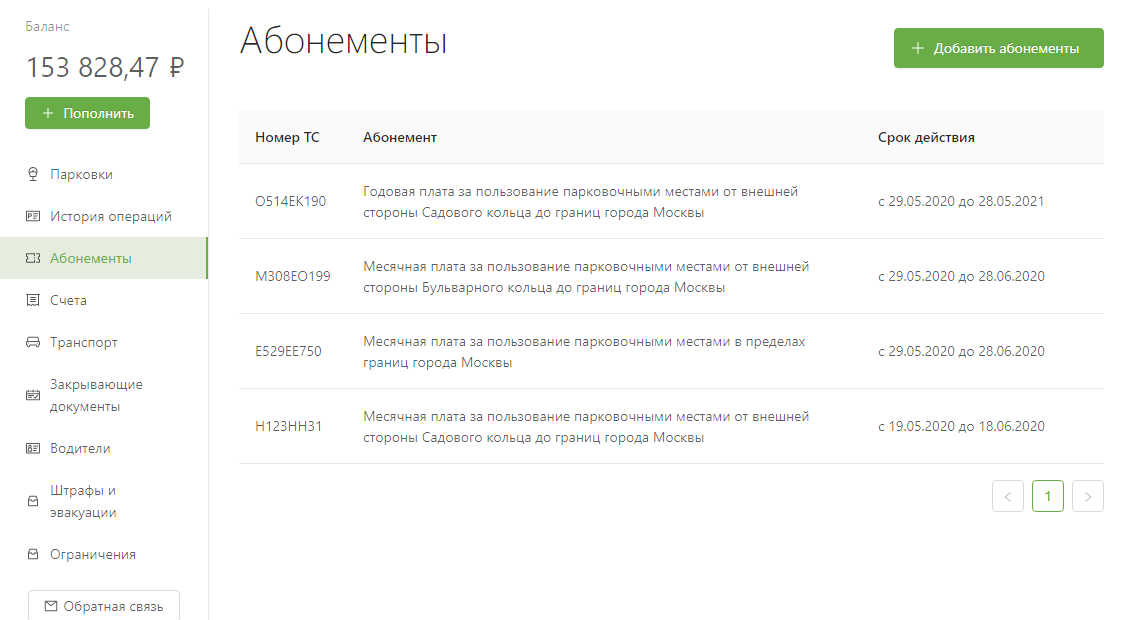 Баланс
153 828,47 ₽
Пополнить
Парковки
История операций
Абонементы
Счета
Транспорт
Закрывающие
документы
Водители
Штрафы и
эвакуации
Ограничения
Обратная связь
Абонементы
Добавить абонементы
Номер ТС Абонемент Срок действия
О514ЕК190 Годовая плата за пользование парковочными местами от внешней стороны Садового кольца до границ города Москвы с 29.05.2020 до 28.05.2021
М308ЕО199 Месячная плата за пользование парковочными местами от внешней стороны Бульварного кольца до границ города Москвы с 29.05.2020 до 28.06.2020
Е529ЕЕ750 Месячная плата за пользование парковочными местами в пределах границ города Москвы с 29.05.2020 до 28.06.2020
Н123НН31 Месячная плата за пользование парковочными местами от внешней стороны Садового кольца до границ города Москвы с 19.05.2020 до 18.06.2020
< 1 >